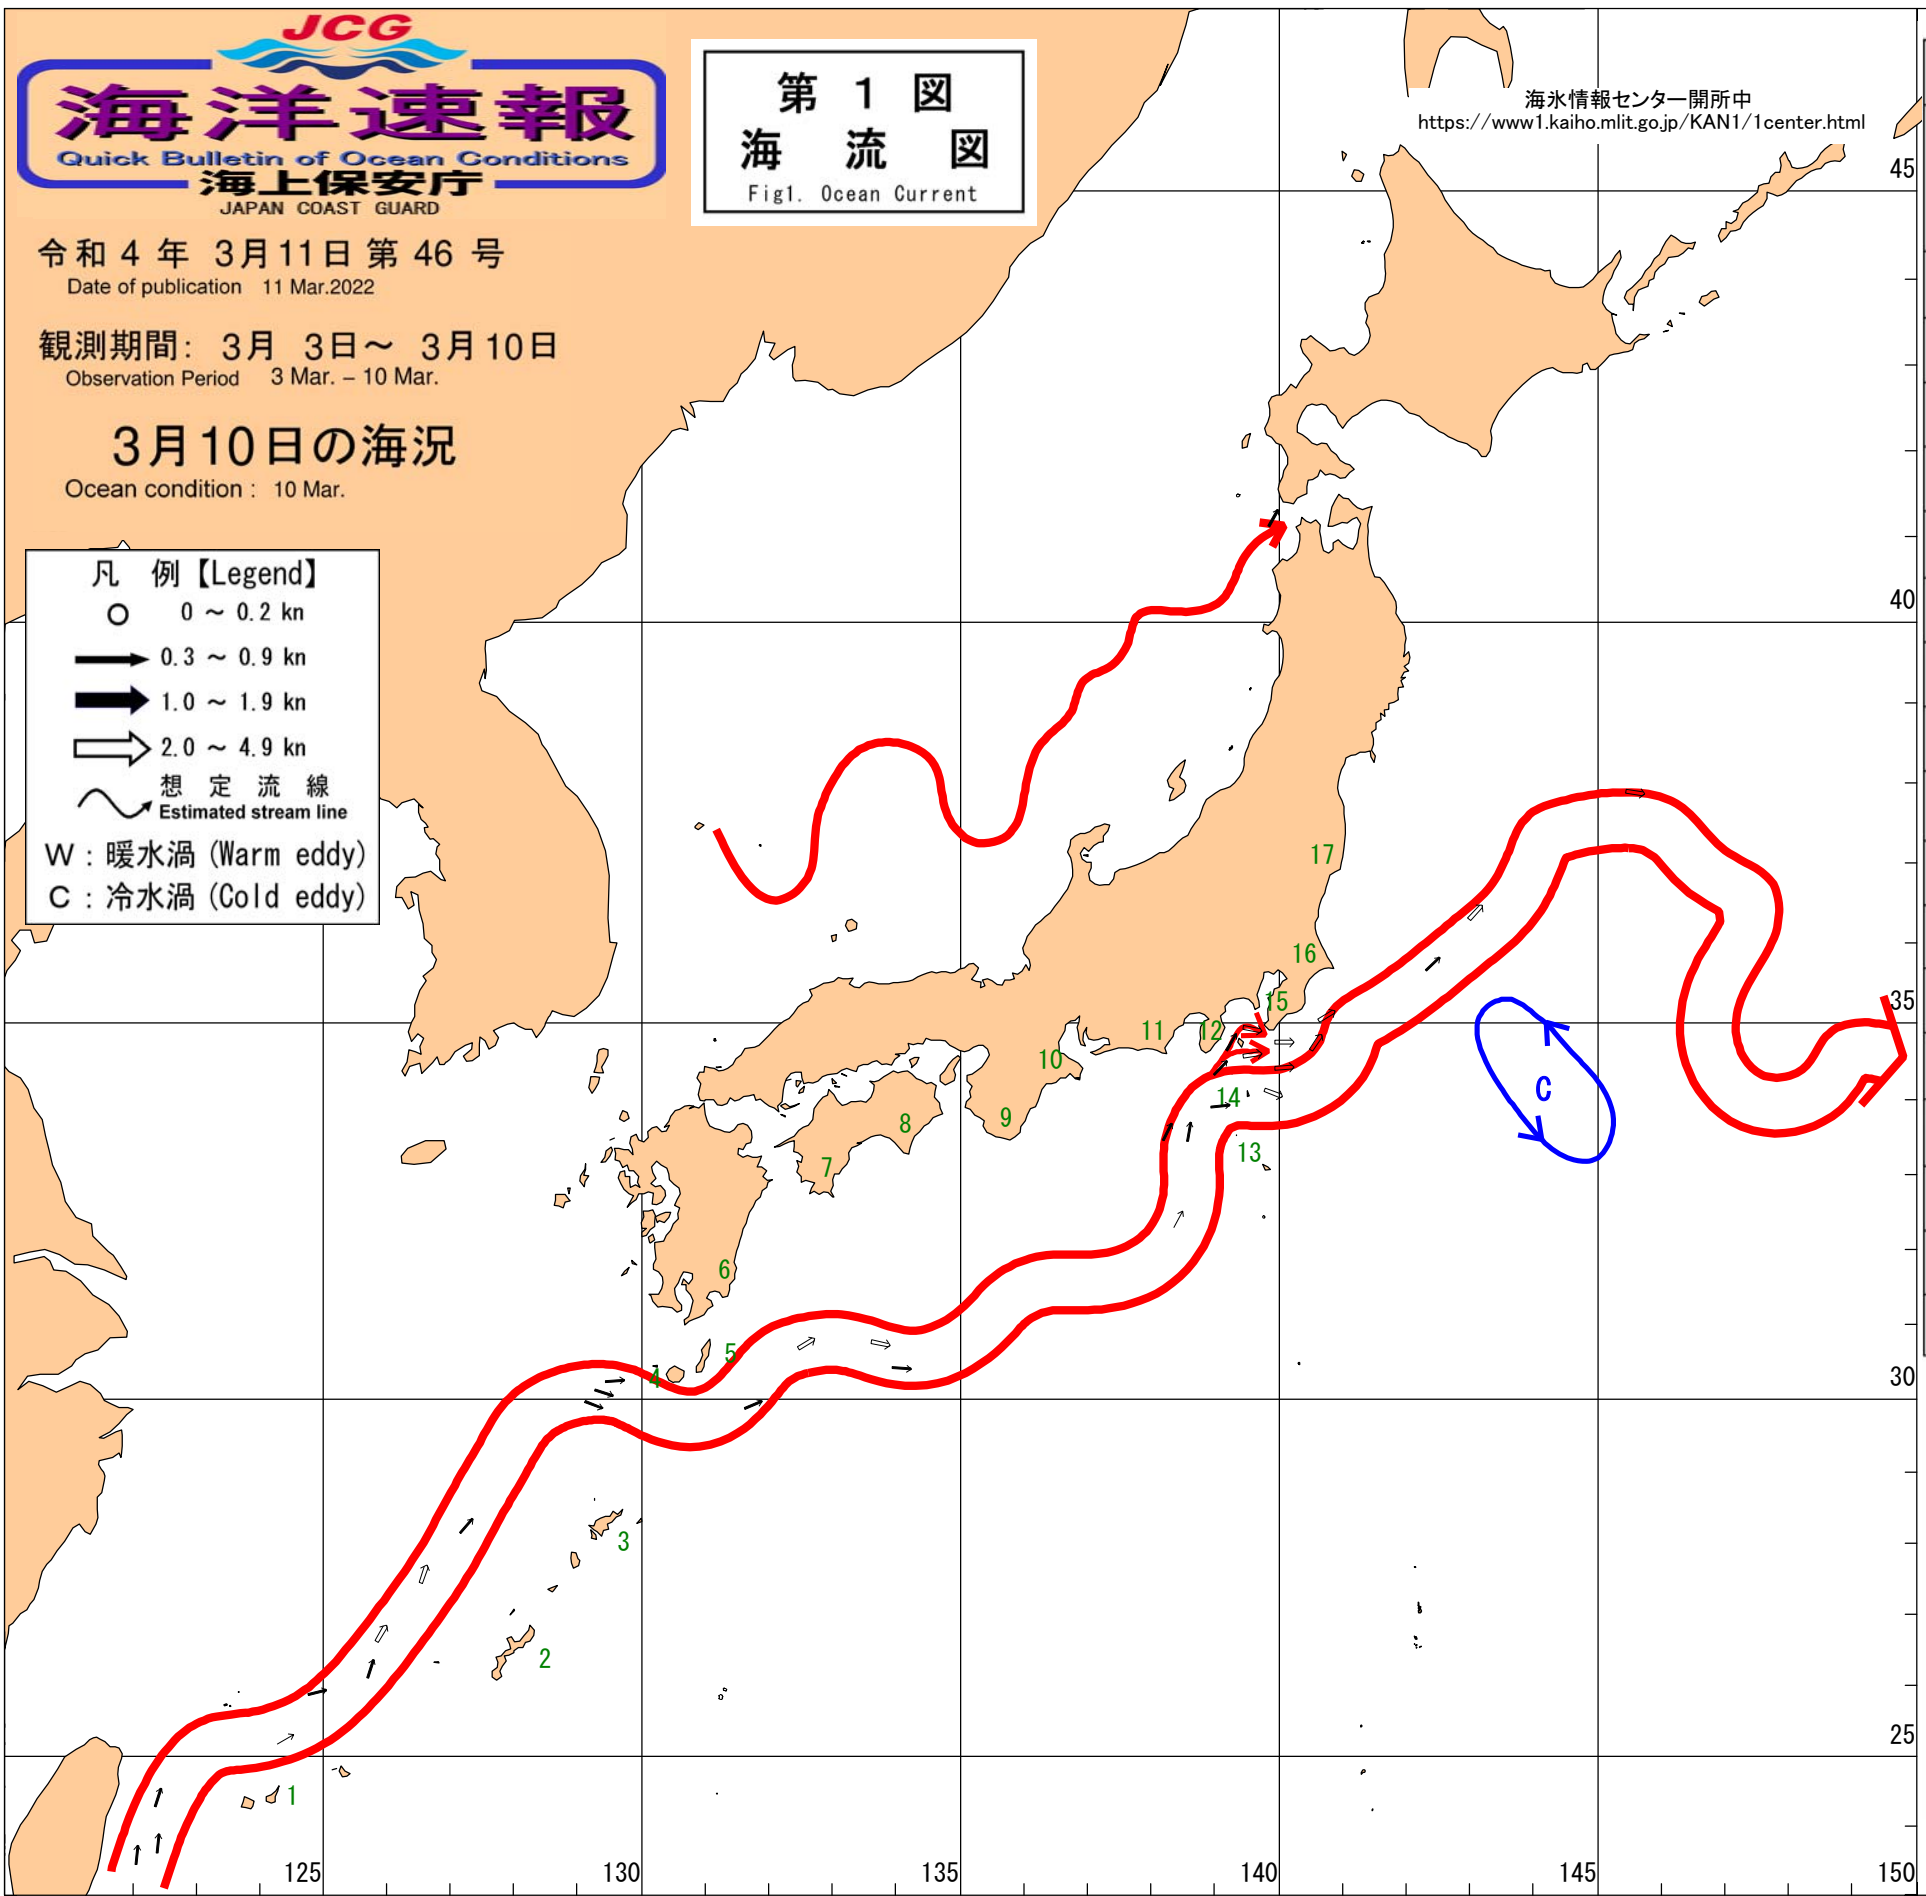 JCG
海洋速報
Quick Bulletin of Ocean Conditions
海上保安庁
JAPAN COAST GUARD
令和 4 年 3月11日 第 46 号
Date of publication 11 Mar.2022
観測期間: 3月 3日～ 3月10日
Observation Period 3 Mar. – 10 Mar.
3月10日の海況
Ocean condition : 10 Mar.
第 1 図
海 流 図
Fig1. Ocean Current
海氷情報センター開所中
https://www1.kaiho.mlit.go.jp/KAN1/1center.html
凡 例【Legend】
0 ～ 0.2 kn
0.3 ～ 0.9 kn
1.0 ～ 1.9 kn
2.0 ～ 4.9 kn
想 定 流 線
Estimated stream line
W : 暖水渦 (Warm eddy)
C : 冷水渦 (Cold eddy)
45
40
35
30
25
17
16
15
12
11
10
14
13
9
8
7
6
5
4
3
2
1
C
125
130
135
140
145
150